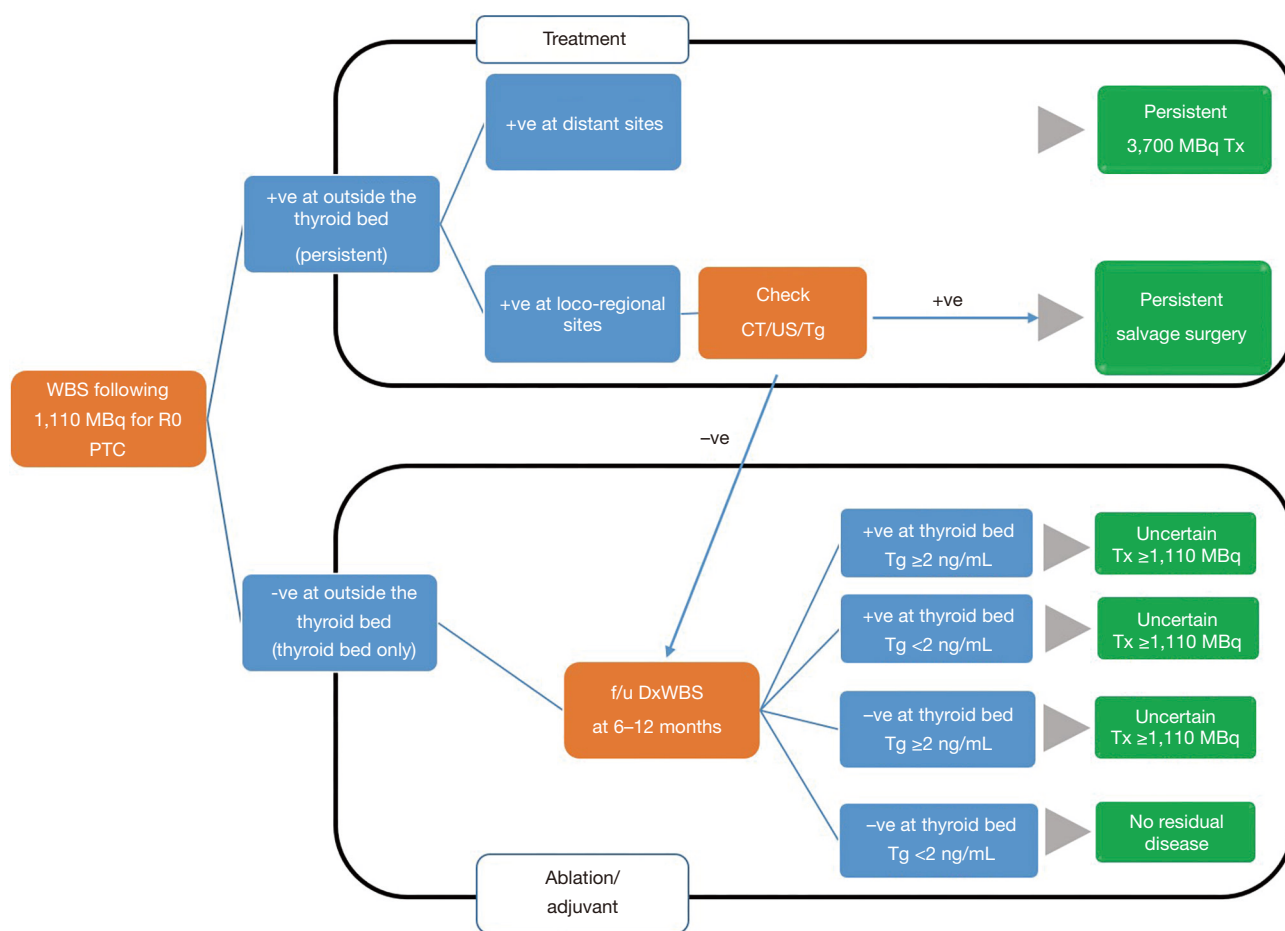 Treatment
+ve at distant sites
Persistent
3,700 MBq Tx
+ve at outside the
thyroid bed
(persistent)
+ve at loco-regional
sites
Check
CT/US/Tg
+ve
Persistent
salvage surgery
WBS following
1,110 MBq for R0
PTC
–ve
-ve at outside the
thyroid bed
(thyroid bed only)
f/u DxWBS
at 6–12 months
+ve at thyroid bed
Tg ≥2 ng/mL
Uncertain
Tx ≥1,110 MBq
+ve at thyroid bed
Tg <2 ng/mL
Uncertain
Tx ≥1,110 MBq
–ve at thyroid bed
Tg ≥2 ng/mL
Uncertain
Tx ≥1,110 MBq
–ve at thyroid bed
Tg <2 ng/mL
No residual
disease
Ablation/
adjuvant